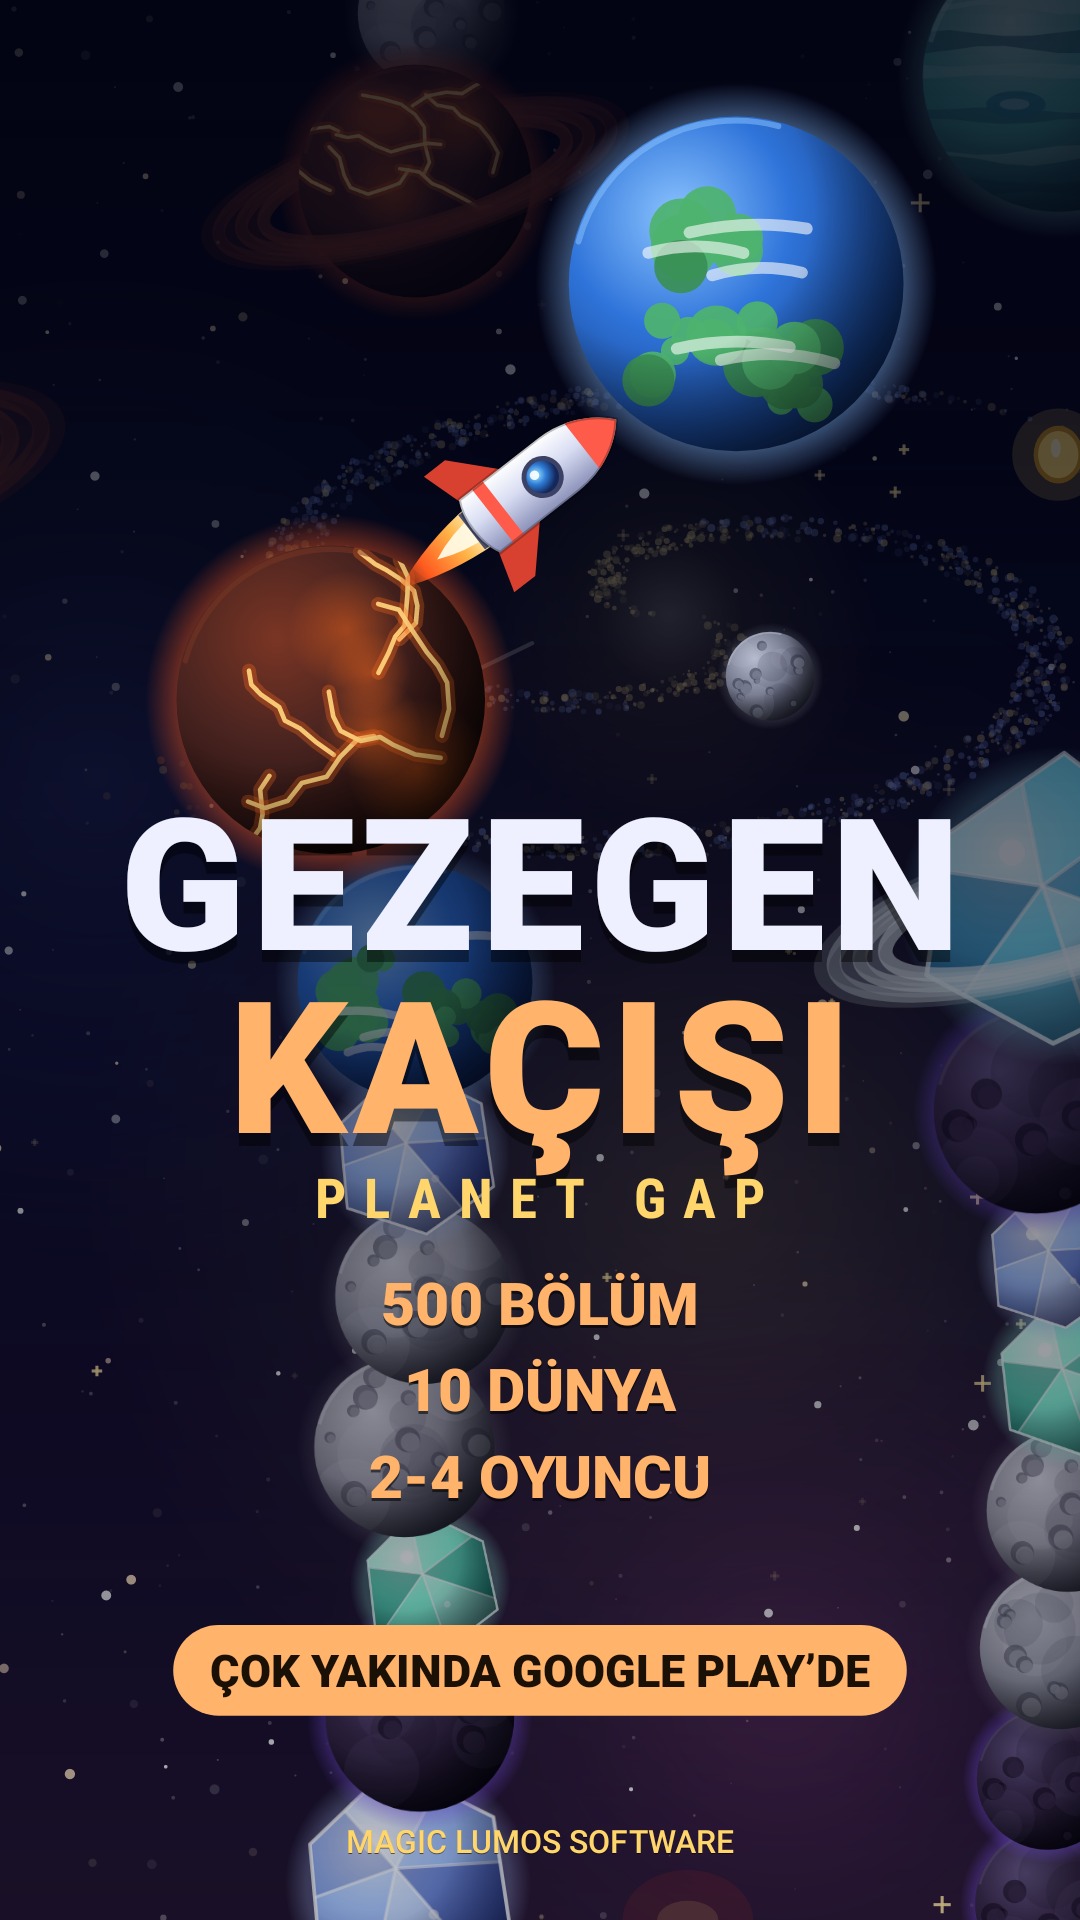 GEZEGEN
KAÇIŞI
PLANET GAP
500 BÖLÜM
10 DÜNYA
2-4 OYUNCU
ÇOK YAKINDA GOOGLE PLAY’DE
MAGIC LUMOS SOFTWARE